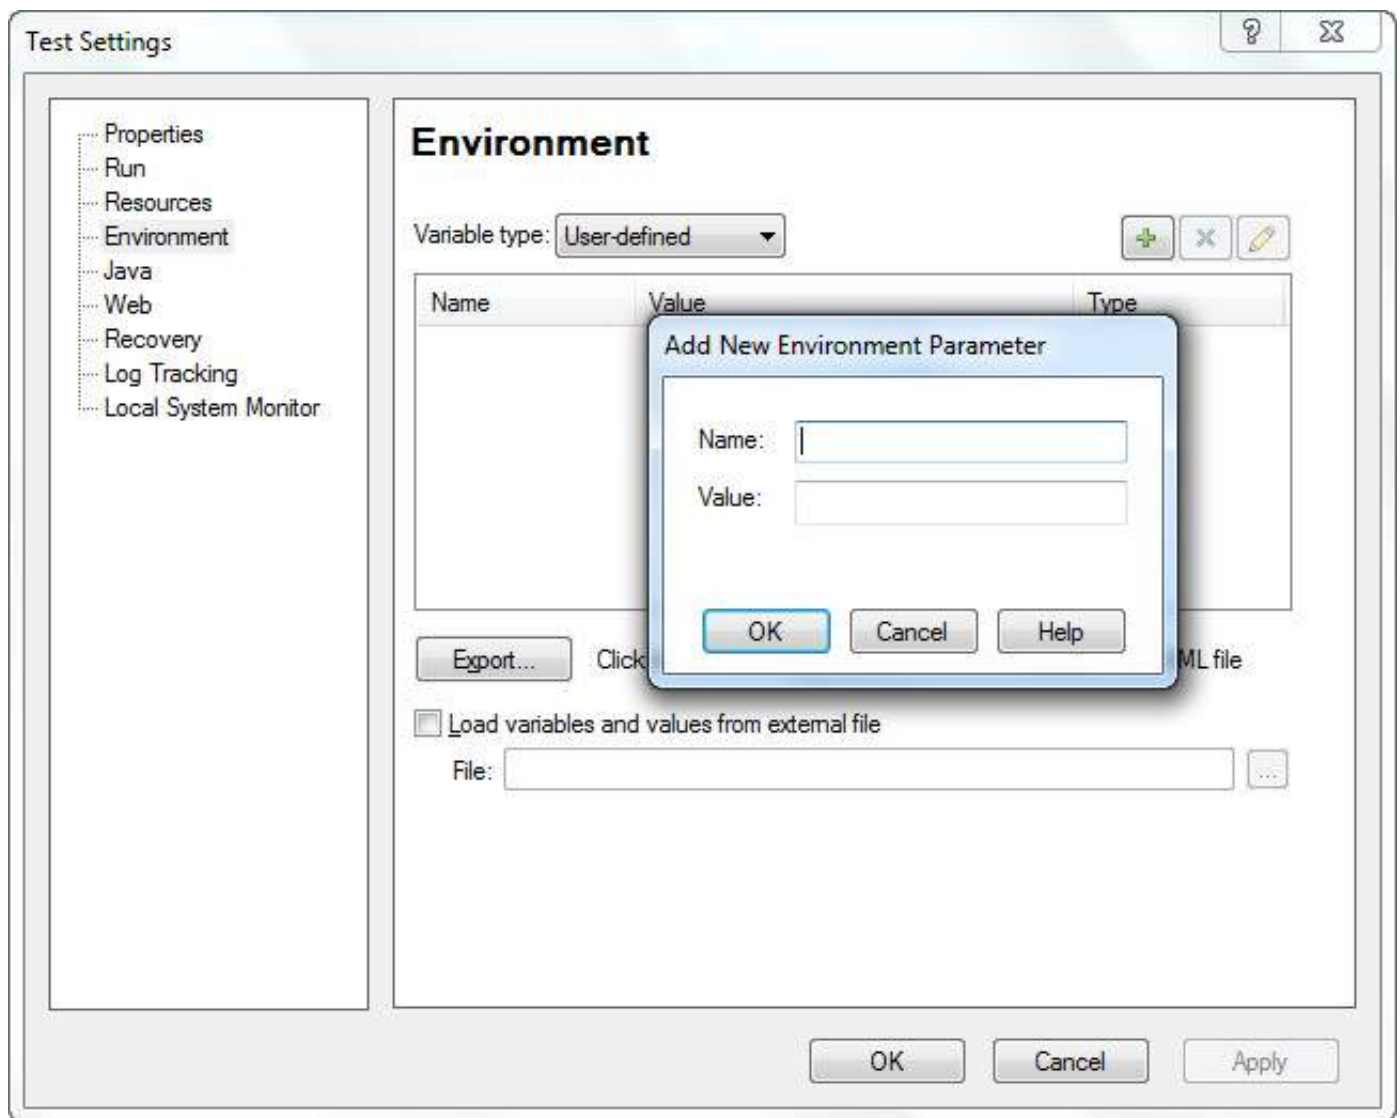 Test Settings
Properties
Run
Resources
Environment
Java
Web
Recovery
Log Tracking
Local System Monitor
Environment
Variable type: User-defined
Name Value Type
Add New Environment Parameter
Name:
Value:
OK Cancel Help
Export... Click ML file
Load variables and values from external file
File: ...
OK Cancel Apply